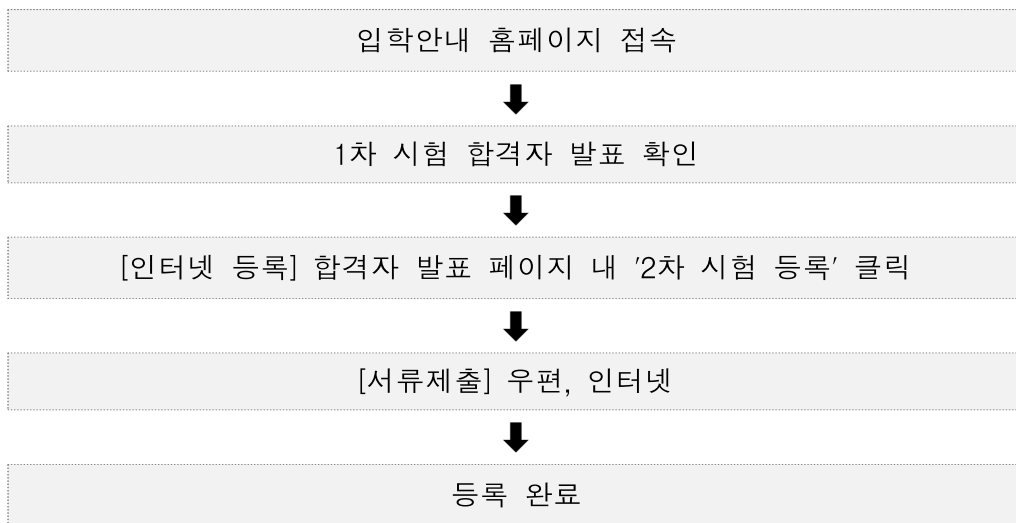 입학안내 홈페이지 접속
1차 시험 합격자 발표 확인
[인터넷 등록] 합격자 발표 페이지 내 '2차 시험 등록' 클릭
[서류제출] 우편, 인터넷
등록 완료